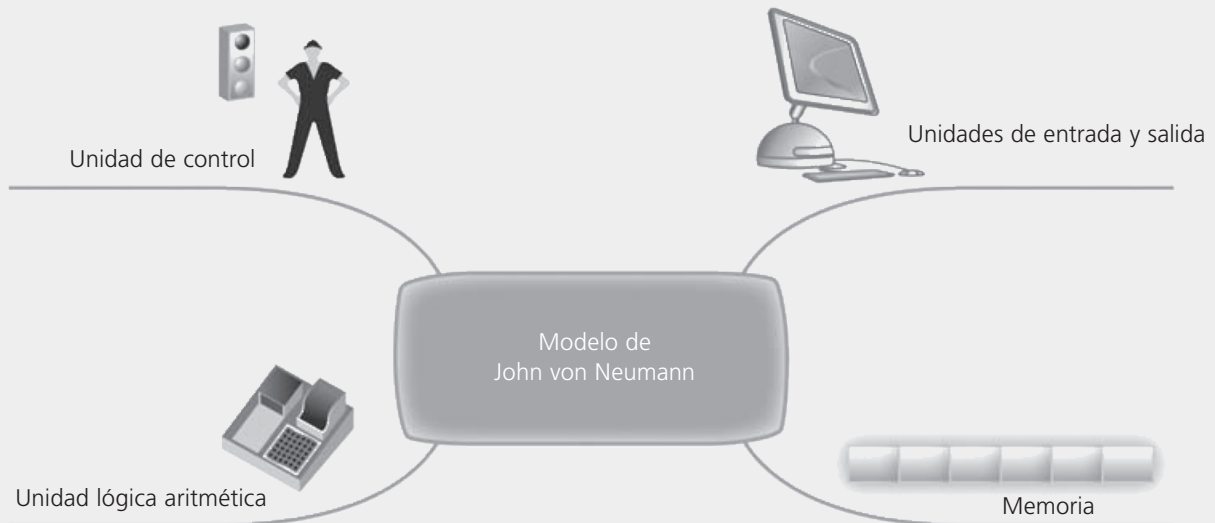 Unidad de control
Unidades de entrada y salida
Modelo de
John von Neumann
Unidad lógica aritmética
Memoria